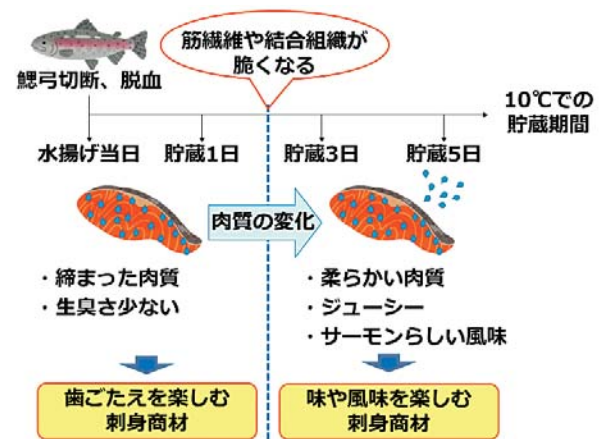 筋繊維や結合組織が
脆くなる
鰓弓切断、脱血
10℃での
貯蔵期間
水揚げ当日
貯蔵1日
貯蔵3日
貯蔵5日
肉質の変化
・締まった肉質
・生臭さ少ない
・柔らかい肉質
・ジューシー
・サーモンらしい風味
歯ごたえを楽しむ
刺身商材
味や風味を楽しむ
刺身商材